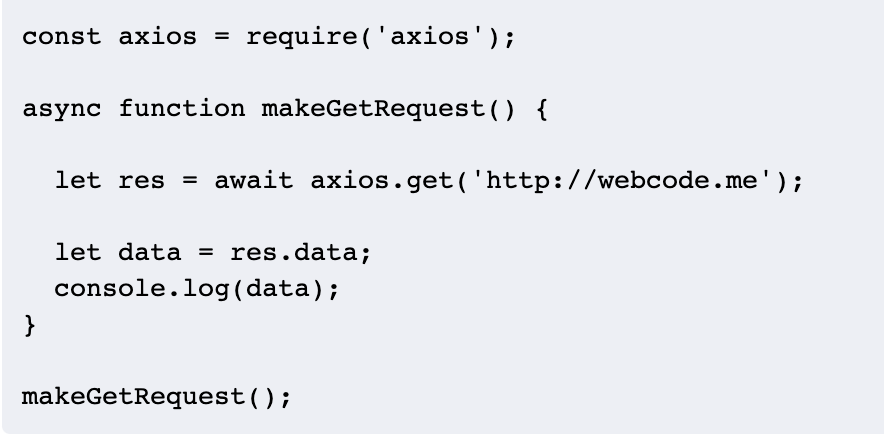 const axios = require('axios');
async function makeGetRequest() {
let res = await axios.get('http://webcode.me');
let data = res.data;
console.log(data);
}
makeGetRequest();